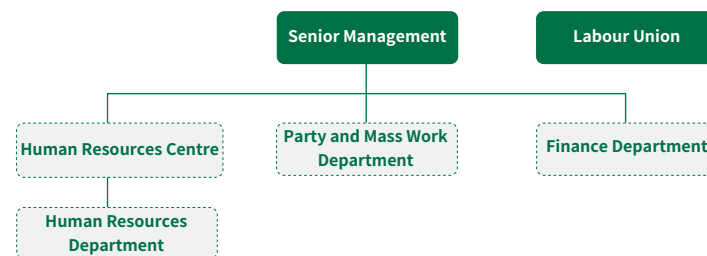 Senior Management
Labour Union
Human Resources Centre
Party and Mass Work
Department
Finance Department
Human Resources
Department